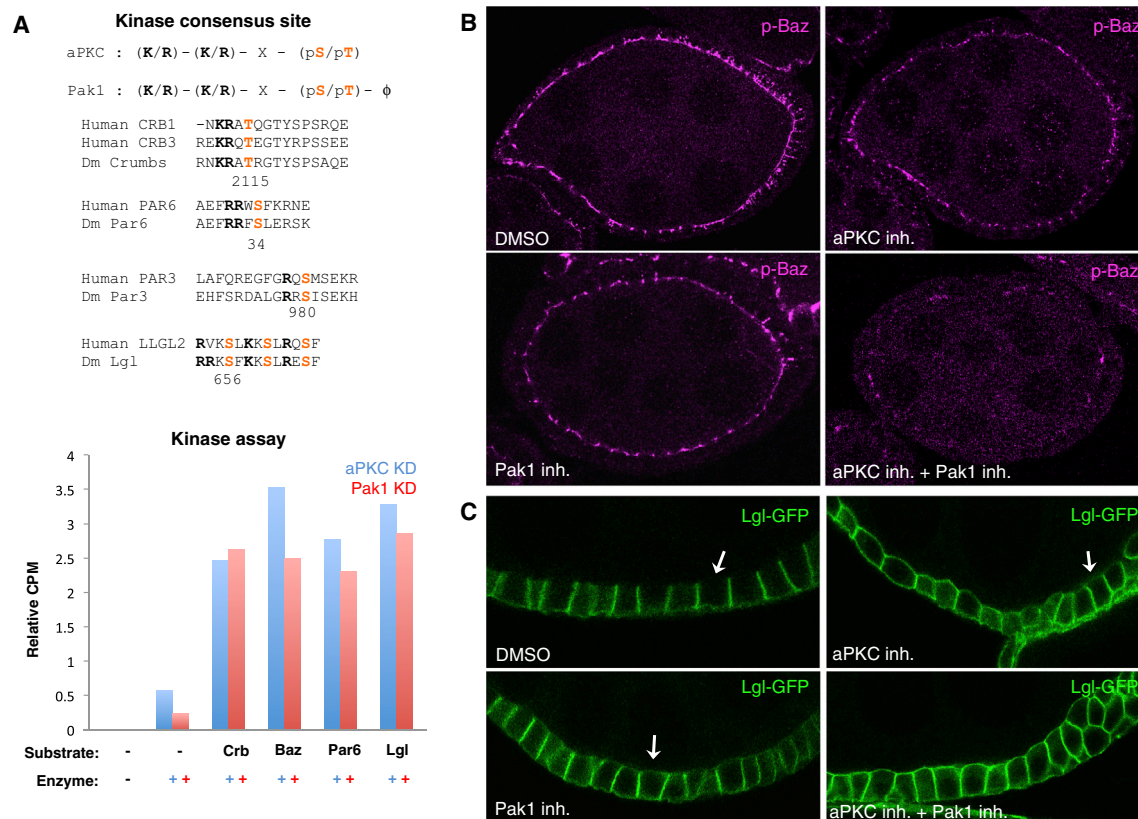 A
Kinase consensus site
aPKC : (K/R)-(K/R)- X - (pS/pT)
Pak1 : (K/R)-(K/R)- X - (pS/pT)- ϕ
Human CRB1 -NKRATQGTYSPSRQE
Human CRB3 REKRQTEGTYRPSSEE
Dm Crumbs RNKRATRGTYSPSAQE
2115
Human PAR6 AEFRRWSFKRNE
Dm Par6 AEFRRFSLERSK
34
Human PAR3 LAFQREGFGRQSMSEKR
Dm Par3 EHFSRDALGRRSISEKH
980
Human LLGL2 RVKSLKKSLRQSF
Dm Lgl RRKSFKKSLRESF
656
Kinase assay
aPKC KD
Pak1 KD
Relative CPM
4
3.5
3
2.5
2
1.5
1
0.5
0
Substrate: - - Crb Baz Par6 Lgl
Enzyme: - + + + + + + + + + +
B
p-Baz
DMSO
p-Baz
aPKC inh.
p-Baz
Pak1 inh.
p-Baz
aPKC inh. + Pak1 inh.
C
Lgl-GFP
DMSO
Lgl-GFP
aPKC inh.
Lgl-GFP
Pak1 inh.
Lgl-GFP
aPKC inh. + Pak1 inh.